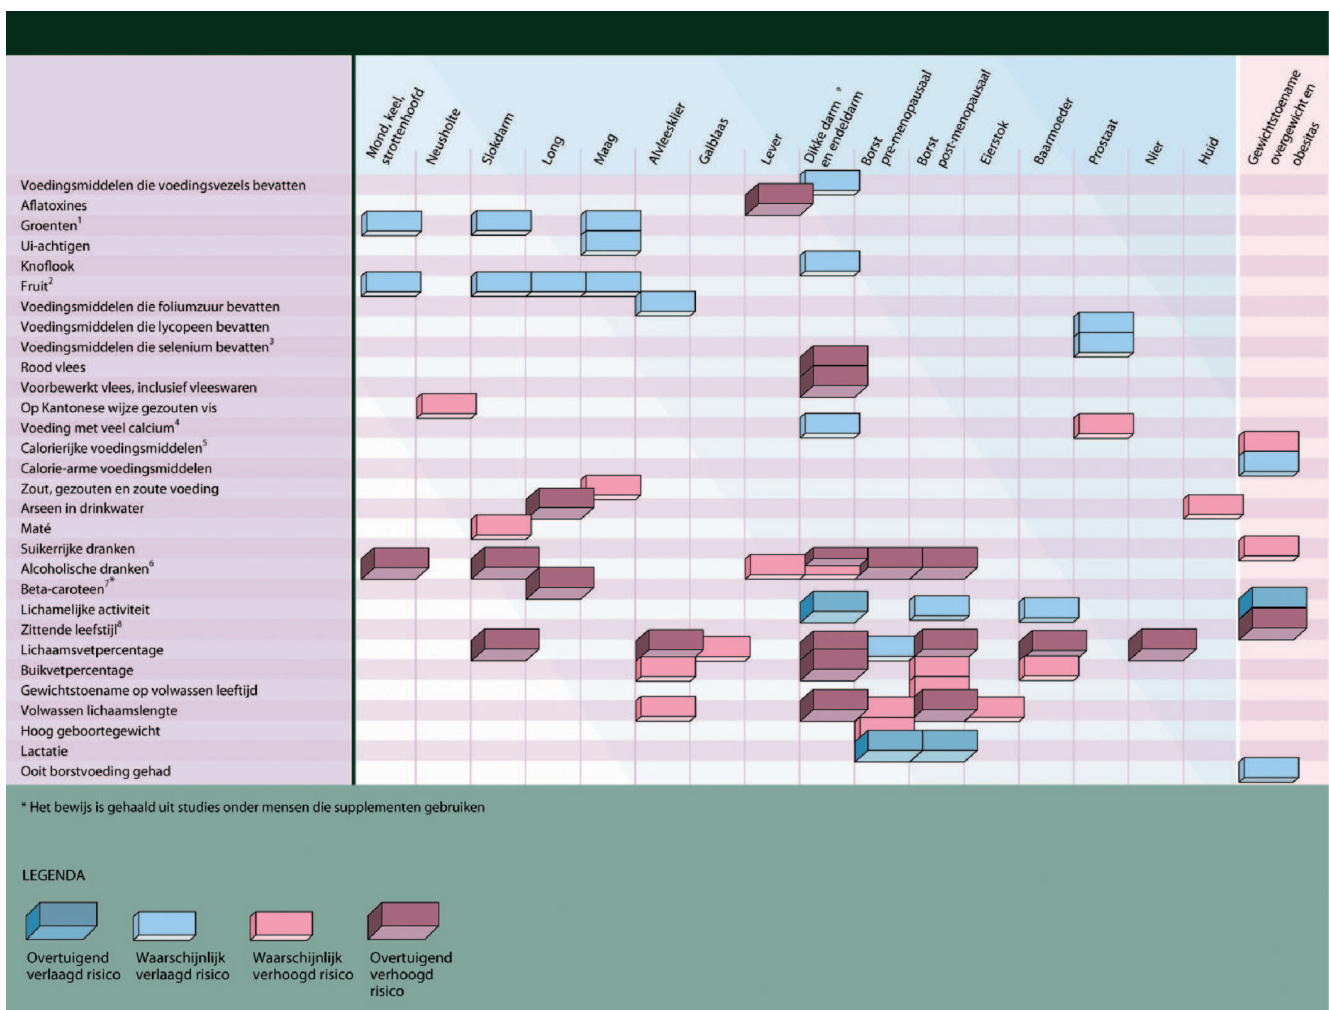 Mond, keel,
strottenhoofd
Neusholte
Slokdarm
Long
Maag
Alvleesklier
Galblaas
Lever
Dikke darm 9
en endeldarm
Borst
pre-menopausaal
Borst
post-menopausaal
Eierstok
Baarmoeder
Prostaat
Nier
Huid
Gewichtstoename
overgewicht en
obesitas
Voedingsmiddelen die voedingsvezels bevatten
Aflatoxines
Groenten1
Ui-achtigen
Knoflook
Fruit2
Voedingsmiddelen die foliumzuur bevatten
Voedingsmiddelen die lycopeen bevatten
Voedingsmiddelen die selenium bevatten3
Rood vlees
Voorbewerkt vlees, inclusief vleeswaren
Op Kantonese wijze gezouten vis
Voeding met veel calcium4
Calorierijke voedingsmiddelen5
Calorie-arme voedingsmiddelen
Zout, gezouten en zoute voeding
Arseen in drinkwater
Maté
Suikerrijke dranken
Alcoholische dranken6
Beta-caroteen7*
Lichamelijke activiteit
Zittende leefstijl8
Lichaamsvetpercentage
Buikvetpercentage
Gewichtstoename op volwassen leeftijd
Volwassen lichaamslengte
Hoog geboortegewicht
Lactatie
Ooit borstvoeding gehad
* Het bewijs is gehaald uit studies onder mensen die supplementen gebruiken
LEGENDA
Overtuigend
verlaagd risico
Waarschijnlijk
verlaagd risico
Waarschijnlijk
verhoogd risico
Overtuigend
verhoogd
risico